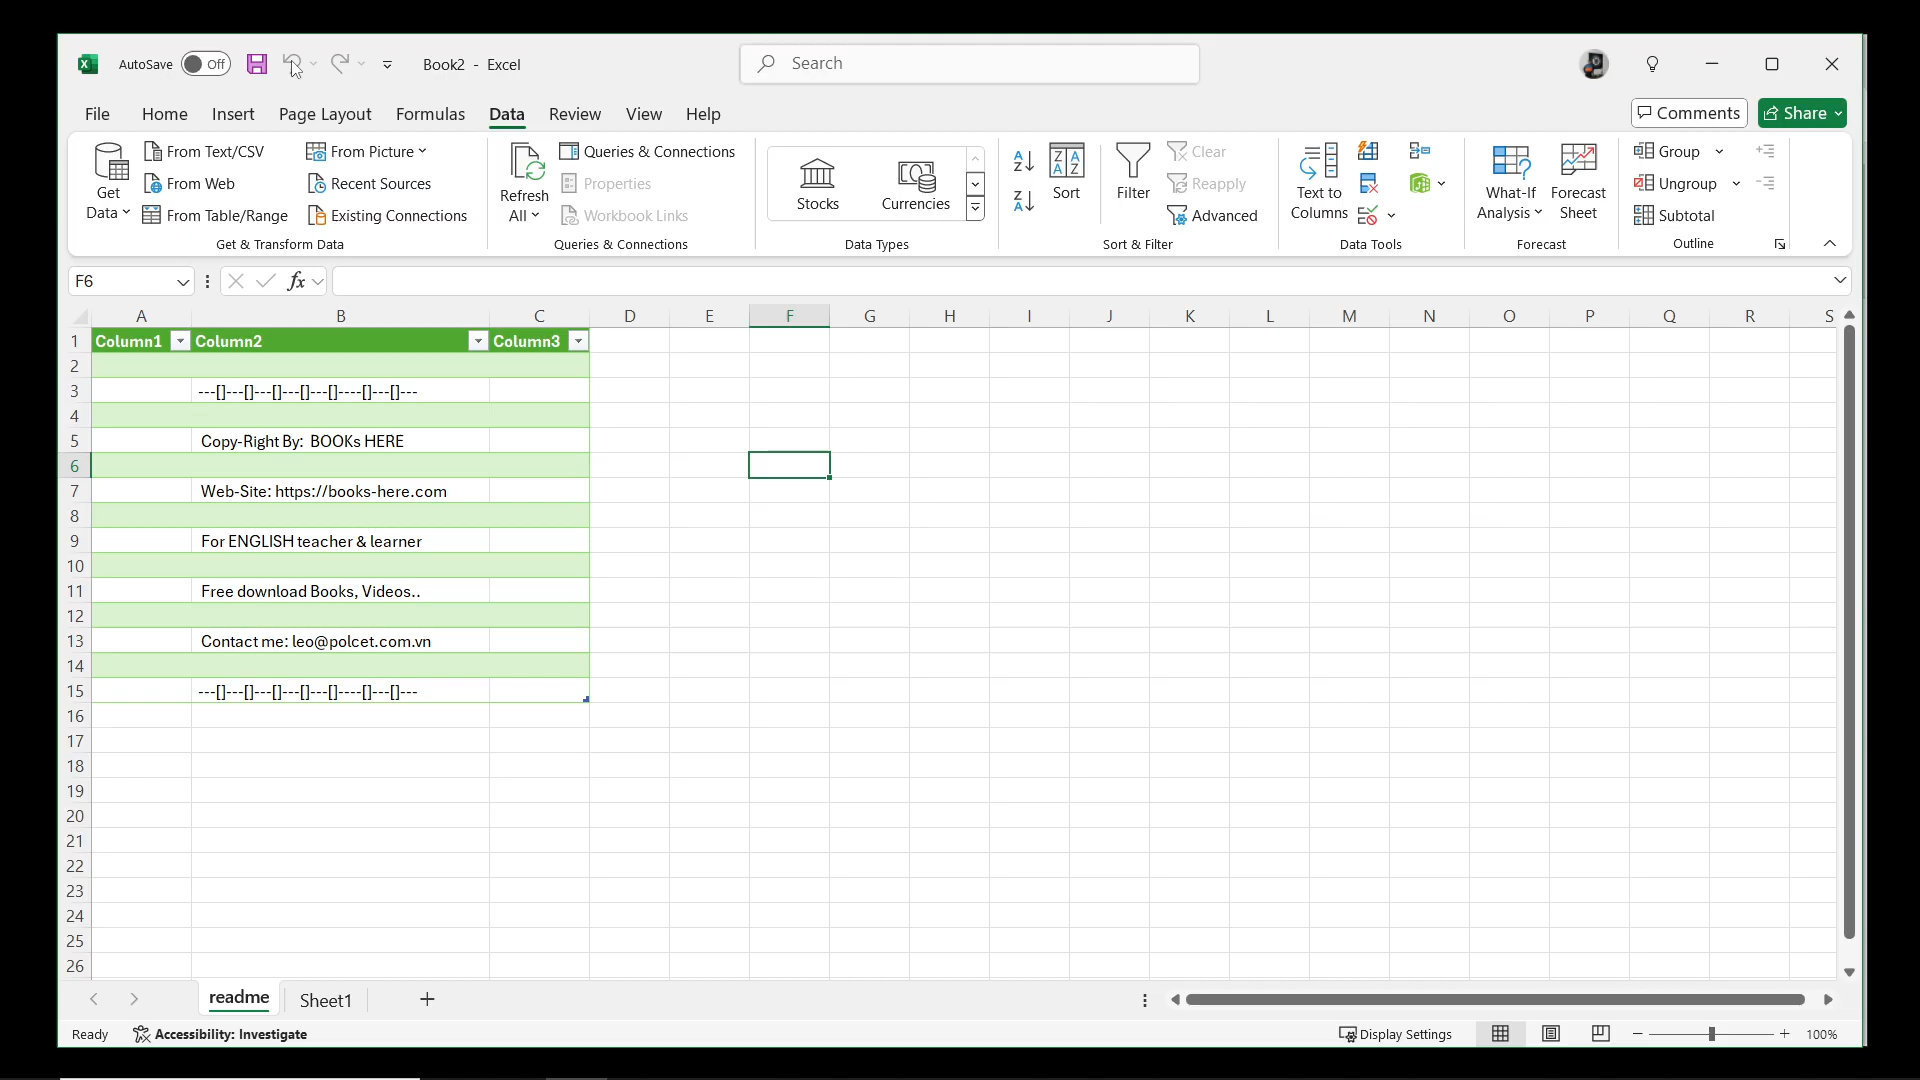 AutoSave Off Book2 - Excel Search
File Home Insert Page Layout Formulas Data Review View Help Comments Share
Get Data
From Text/CSV
From Web
From Table/Range
From Picture
Recent Sources
Existing Connections
Get & Transform Data
Refresh All
Queries & Connections
Properties
Workbook Links
Queries & Connections
Stocks
Currencies
Data Types
Sort
Filter
Clear
Reapply
Advanced
Sort & Filter
Text to Columns
Data Tools
What-If Analysis
Forecast Sheet
Forecast
Group
Ungroup
Subtotal
Outline
F6 fx
A B C D E F G H I J K L M N O P Q R S
1 Column1 Column2 Column3
2
3 ---[]---[]---[]---[]---[]----[]---[]---
4
5 Copy-Right By: BOOKs HERE
6
7 Web-Site: https://books-here.com
8
9 For ENGLISH teacher & learner
10
11 Free download Books, Videos..
12
13 Contact me: leo@polcet.com.vn
14
15 ---[]---[]---[]---[]---[]----[]---[]---
16
17
18
19
20
21
22
23
24
25
26
readme Sheet1
Ready Accessibility: Investigate Display Settings 100%